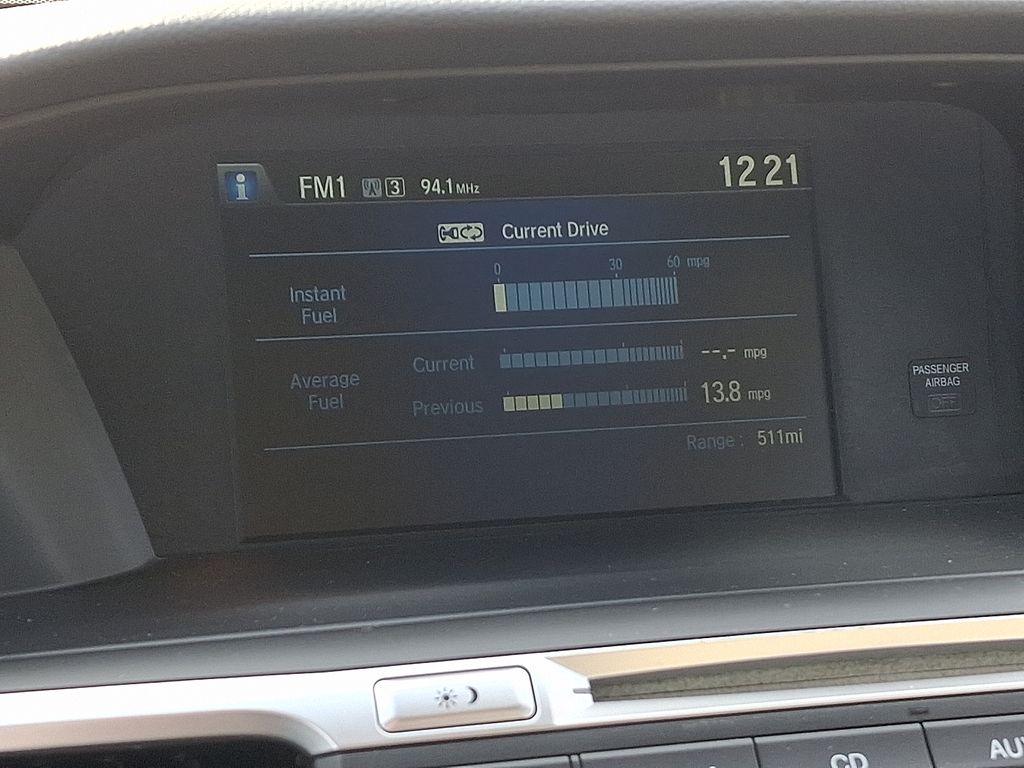 i FM1 3 94.1 MHz 12 21
Current Drive
0 30 60 mpg
Instant
Fuel
Current --.- mpg
Average
Fuel
Previous 13.8 mpg
Range : 511mi
PASSENGER
AIRBAG
OFF
CD
AU